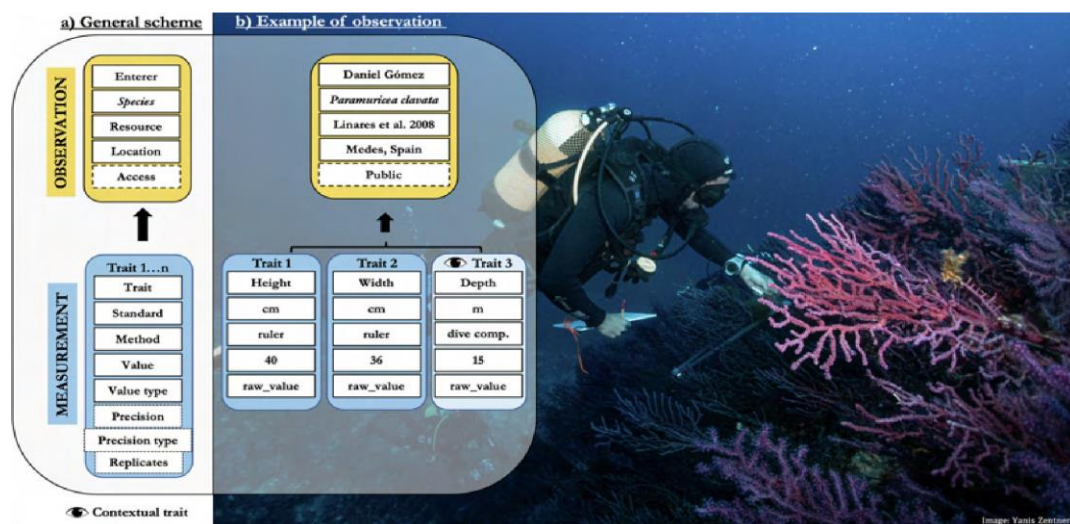 a) General scheme
b) Example of observation
OBSERVATION
Enterer
Species
Resource
Location
Access
Daniel Gómez
Paramuricea clavata
Linares et al. 2008
Medes, Spain
Public
MEASUREMENT
Trait 1...n
Trait
Standard
Method
Value
Value type
Precision
Precision type
Replicates
Trait 1
Height
cm
ruler
40
raw_value
Trait 2
Width
cm
ruler
36
raw_value
Trait 3
Depth
m
dive comp.
15
raw_value
Contextual trait
Image: Yanis Zentner